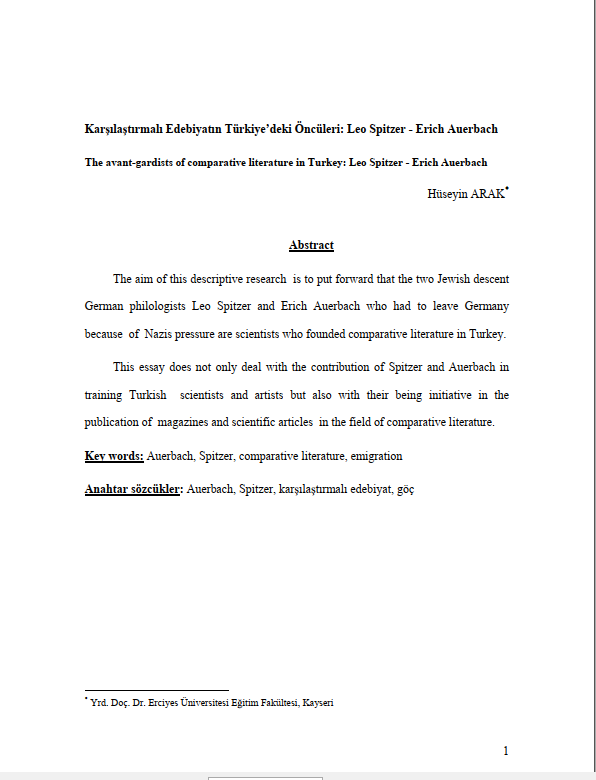 Karşılaştırmalı Edebiyatın Türkiye’deki Öncüleri: Leo Spitzer - Erich Auerbach
The avant-gardists of comparative literature in Turkey: Leo Spitzer - Erich Auerbach
Hüseyin ARAK*
Abstract
The aim of this descriptive research is to put forward that the two Jewish descent
German philologists Leo Spitzer and Erich Auerbach who had to leave Germany
because of Nazis pressure are scientists who founded comparative literature in Turkey.
This essay does not only deal with the contribution of Spitzer and Auerbach in
training Turkish scientists and artists but also with their being initiative in the
publication of magazines and scientific articles in the field of comparative literature.
Key words: Auerbach, Spitzer, comparative literature, emigration
Anahtar sözcükler: Auerbach, Spitzer, karşılaştırmalı edebiyat, göç
* Yrd. Doç. Dr. Erciyes Üniversitesi Eğitim Fakültesi, Kayseri
1